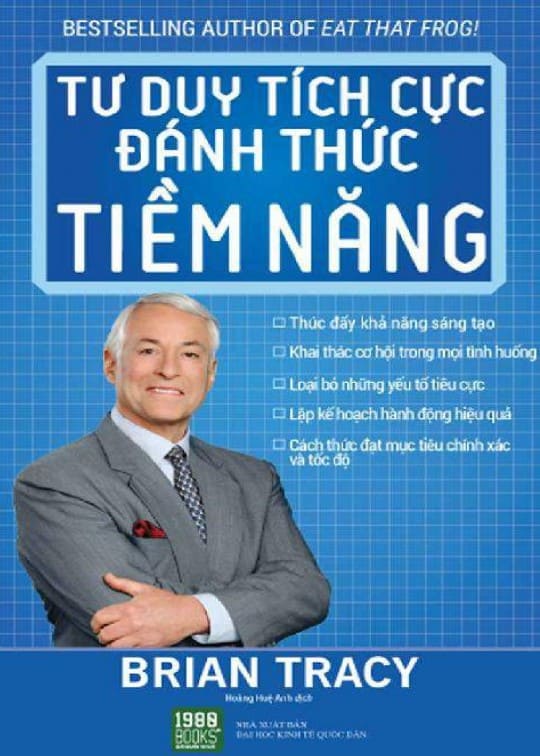 BESTSELLING AUTHOR OF EAT THAT FROG!
TƯ DUY TÍCH CỰC
ĐÁNH THỨC
TIỀM NĂNG
Thúc đẩy khả năng sáng tạo
Khai thác cơ hội trong mọi tình huống
Loại bỏ những yếu tố tiêu cực
Lập kế hoạch hành động hiệu quả
Cách thức đạt mục tiêu chính xác
và tốc độ
BRIAN TRACY
Hoàng Huệ Anh dịch
1980
BOOKS
NHÀ XUẤT BẢN
ĐẠI HỌC KINH TẾ QUỐC DÂN